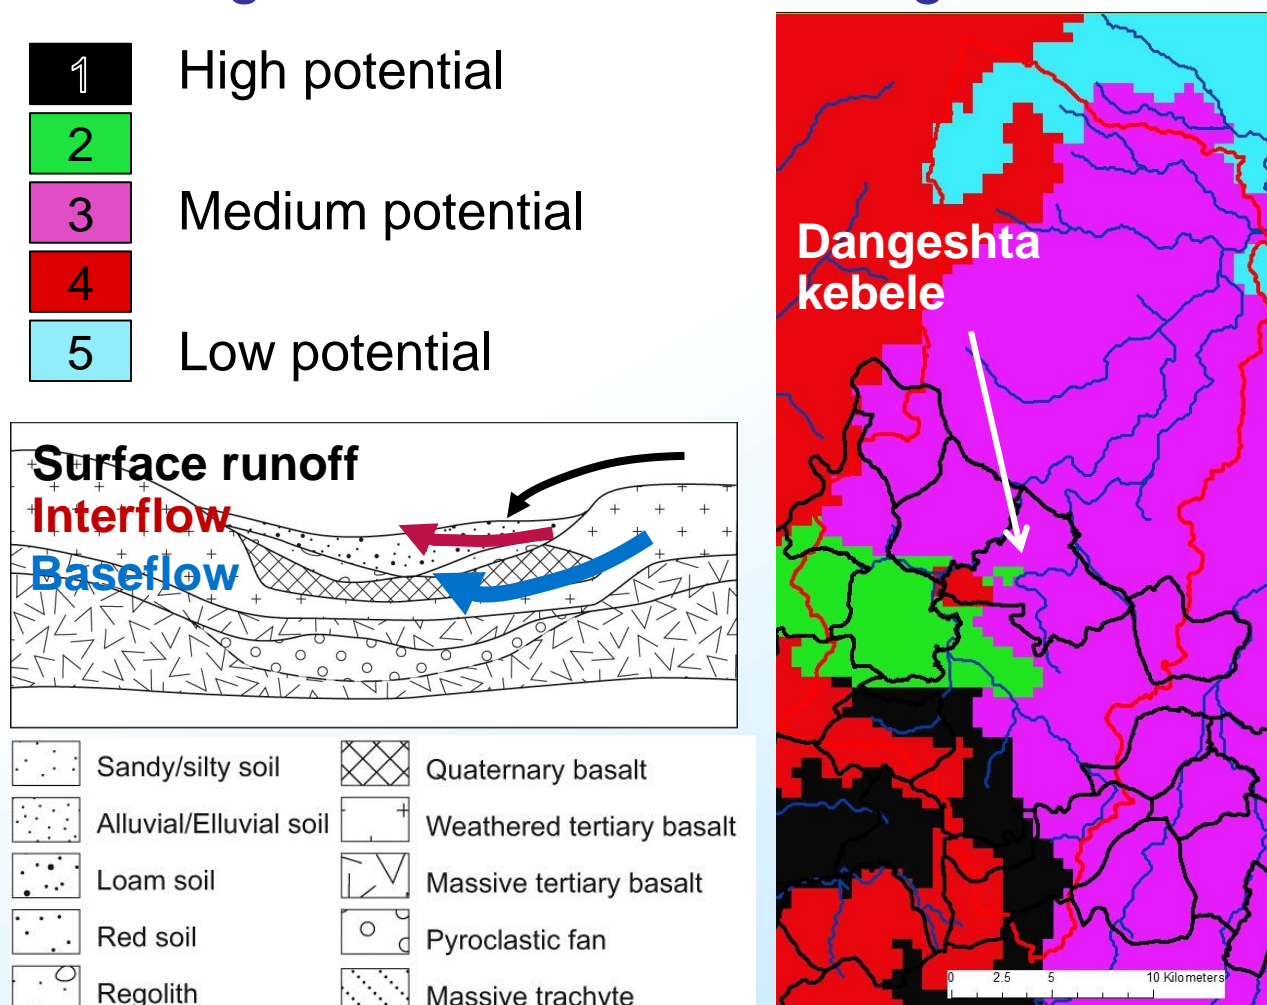 1 High potential
2
3 Medium potential
4
5 Low potential
Dangeshta
kebele
Surface runoff
Interflow
Baseflow
Sandy/silty soil
Quaternary basalt
Alluvial/Elluvial soil
Weathered tertiary basalt
Loam soil
Massive tertiary basalt
Red soil
Pyroclastic fan
Regolith
Massive trachyte
0 2.5 5 10 Kilometers